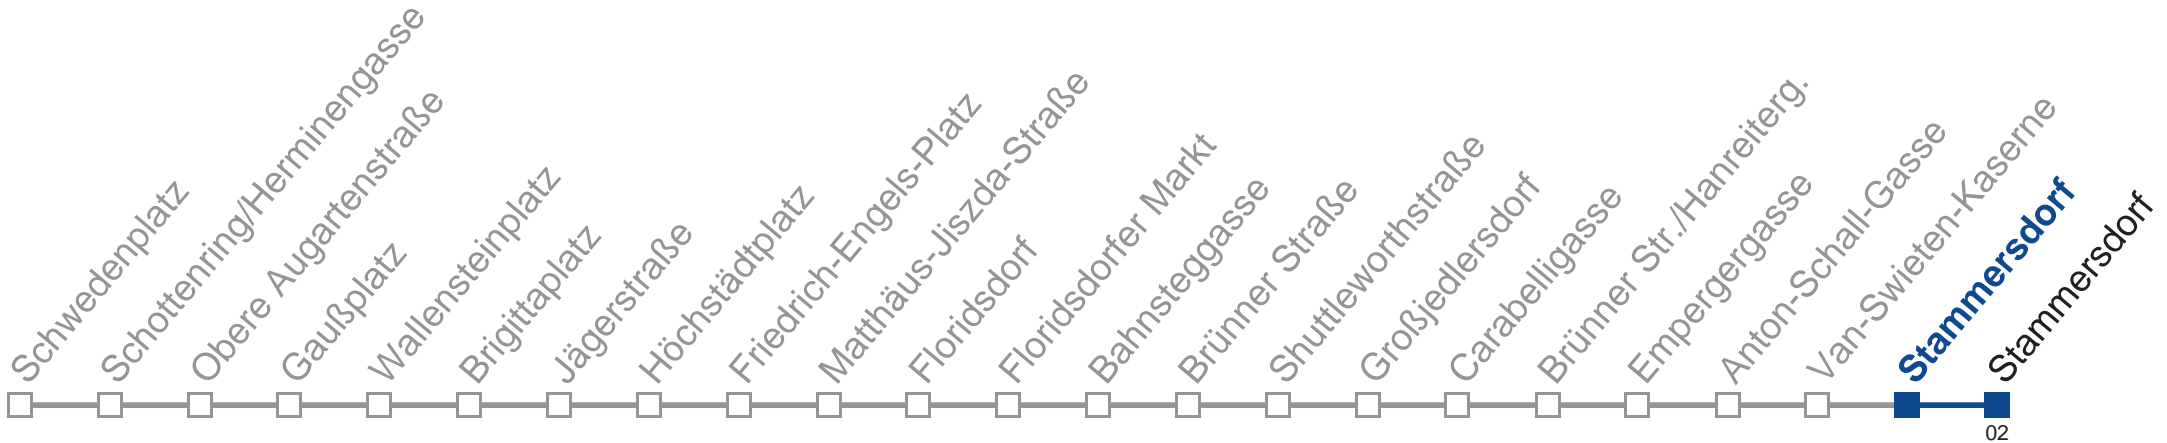 Schwedenplatz
Schottenring/Herminengasse
Obere Augartenstraße
Gaußplatz
Wallensteinplatz
Brigittaplatz
Jägerstraße
Höchstädtplatz
Friedrich-Engels-Platz
Matthäus-Jiszda-Straße
Floridsdorf
Floridsdorfer Markt
Bahnsteggasse
Brünner Straße
Shuttleworthstraße
Großjedlersdorf
Carabelligasse
Brünner Str./Hanreiterg.
Empergergasse
Anton-Schall-Gasse
Van-Swieten-Kaserne
Stammersdorf
Stammersdorf
02